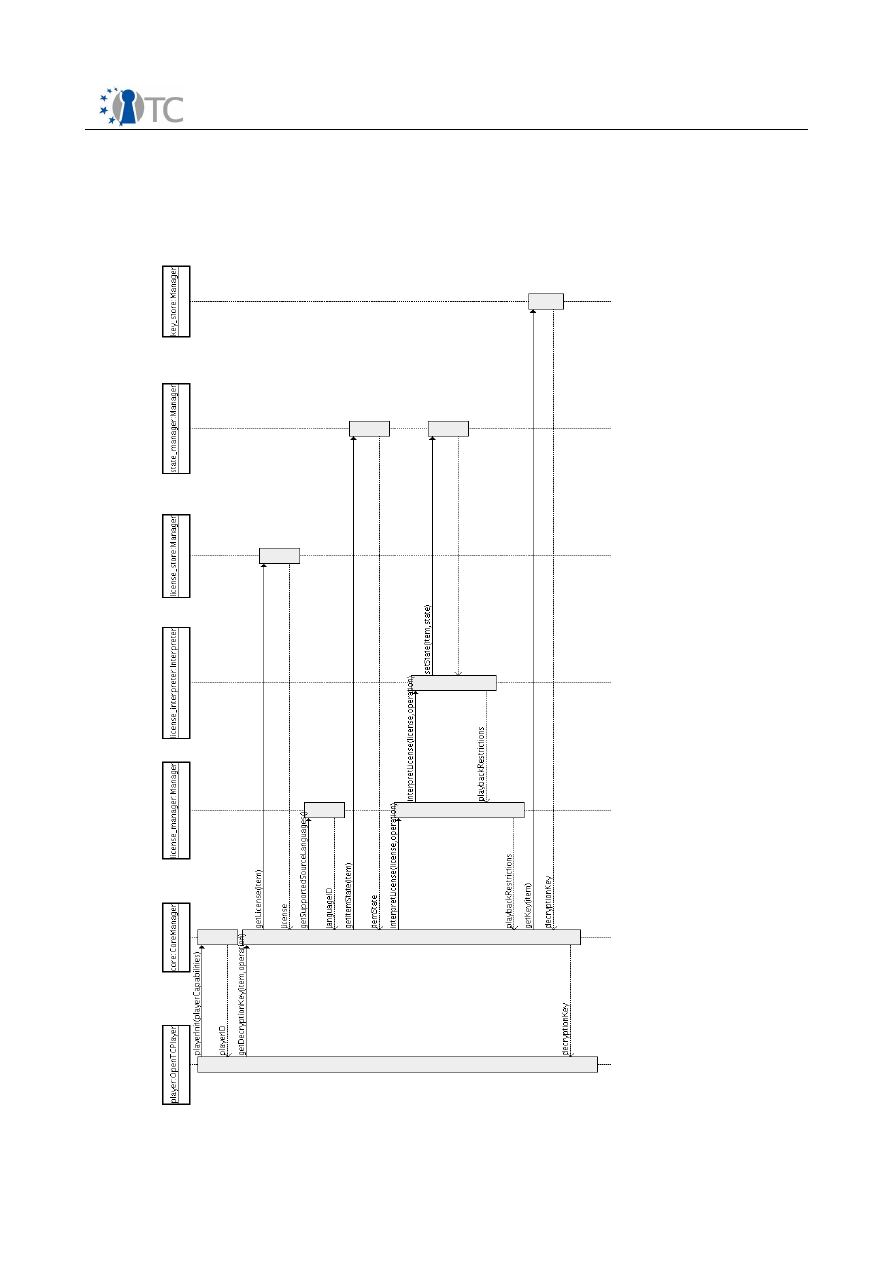 TC
key_store:Manager
state_manager:Manager
license_store:Manager
license_interpreter:Interpreter
license_manager:Manager
core:CoreManager
player:OpenTCPlayer
playerInit(playerCapabilities)
playerID
getDecryptionKey(item,operation)
getLicense(item)
license
getSupportedSourceLanguages()
languageID
getItemState(item)
itemState
interpretLicense(license,operation)
interpretLicense(license,operation)
setState(item,state)
playbackRestrictions
playbackRestrictions
getKey(item)
decryptionKey
decryptionKey